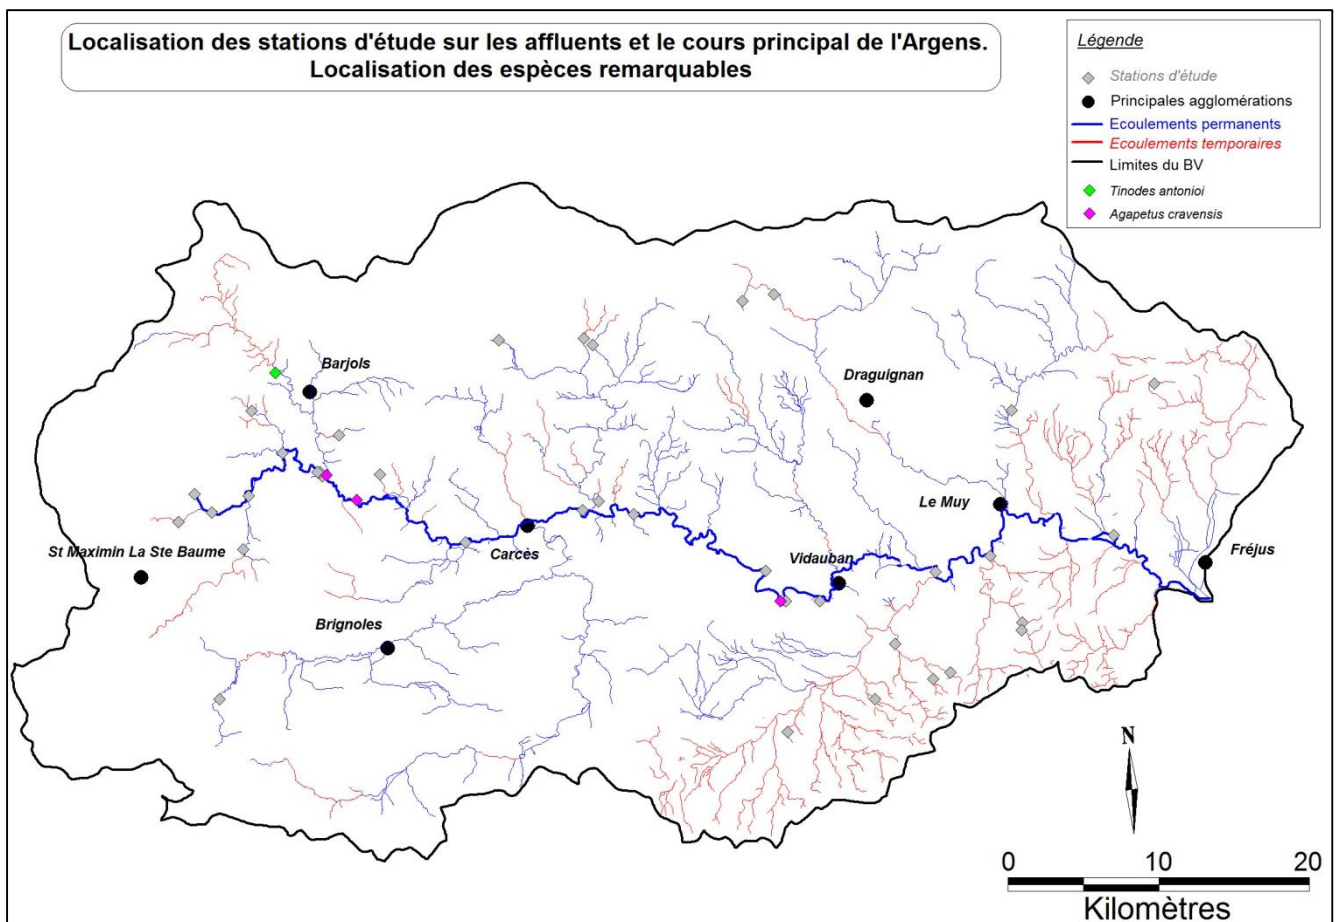 Localisation des stations d'étude sur les affluents et le cours principal de l'Argens.
Localisation des espèces remarquables
Légende
Stations d'étude
Principales agglomérations
Ecoulements permanents
Ecoulements temporaires
Limites du BV
Tinodes antonioi
Agapetus cravensis
Barjols
Draguignan
Le Muy
St Maximin La Ste Baume
Carcès
Vidauban
Fréjus
Brignoles
N
0 10 20
Kilomètres